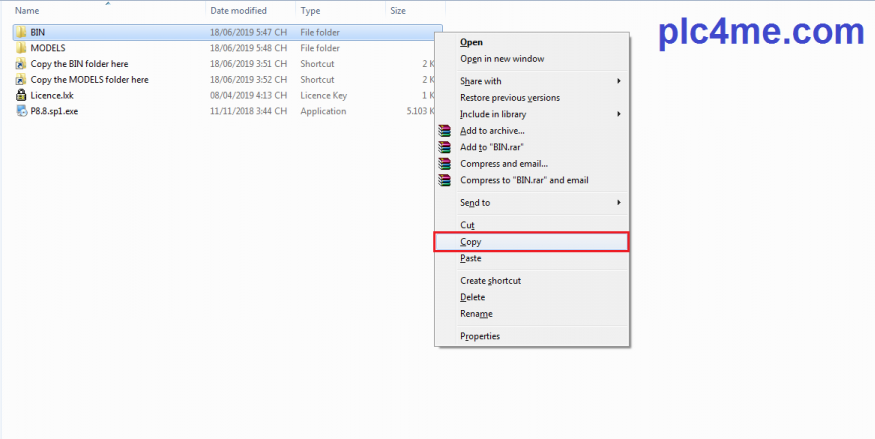 Name Date modified Type Size
plc4me.com
BIN 18/06/2019 5:47 CH File folder
MODELS 18/06/2019 5:48 CH File folder
Copy the BIN folder here 18/06/2019 3:51 CH Shortcut 2 K
Copy the MODELS folder here 18/06/2019 3:52 CH Shortcut 2 K
Licence.lxk 08/04/2019 4:13 CH Licence Key 1 K
P8.8.sp1.exe 11/11/2018 3:44 CH Application 5.103 K
Open
Open in new window
Share with
Restore previous versions
Include in library
Add to archive...
Add to "BIN.rar"
Compress and email...
Compress to "BIN.rar" and email
Send to
Cut
Copy
Paste
Create shortcut
Delete
Rename
Properties